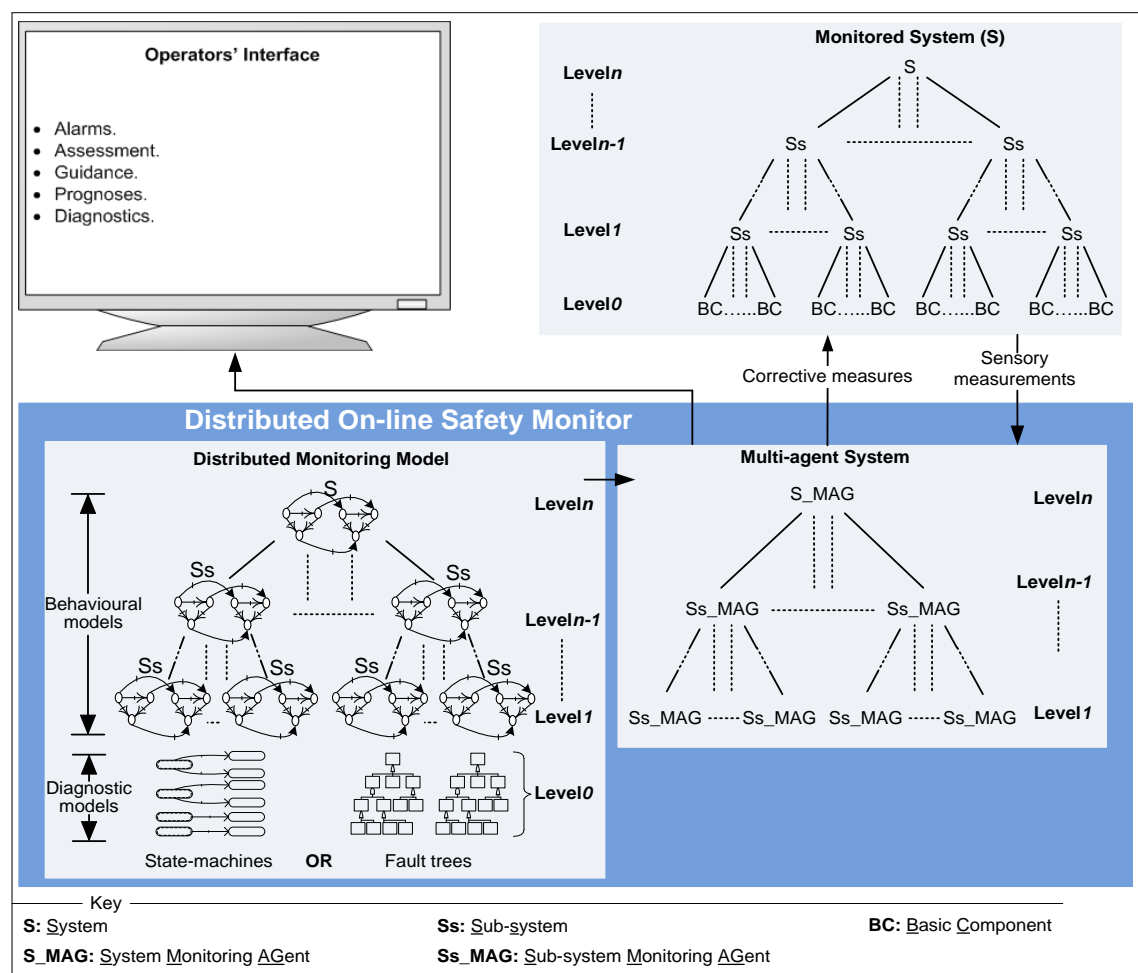 Operators' Interface
• Alarms.
• Assessment.
• Guidance.
• Prognoses.
• Diagnostics.
Monitored System (S)
Leveln
S
Leveln-1
Ss
Ss
Level1
Ss
Ss
Ss
Ss
Level0
BC......BC
BC......BC
BC......BC
BC......BC
Corrective measures
Sensory
measurements
Distributed On-line Safety Monitor
Distributed Monitoring Model
S
Leveln
Ss
Ss
Behavioural
models
Leveln-1
Ss
Ss
Ss
Ss
...
...
Level1
Diagnostic
models
Level0
State-machines OR Fault trees
Multi-agent System
S_MAG
Leveln
Leveln-1
Ss_MAG
Ss_MAG
Ss_MAG
Ss_MAG
Ss_MAG
Ss_MAG
Level1
Key
S: System
Ss: Sub-system
BC: Basic Component
S_MAG: System Monitoring AGent
Ss_MAG: Sub-system Monitoring AGent